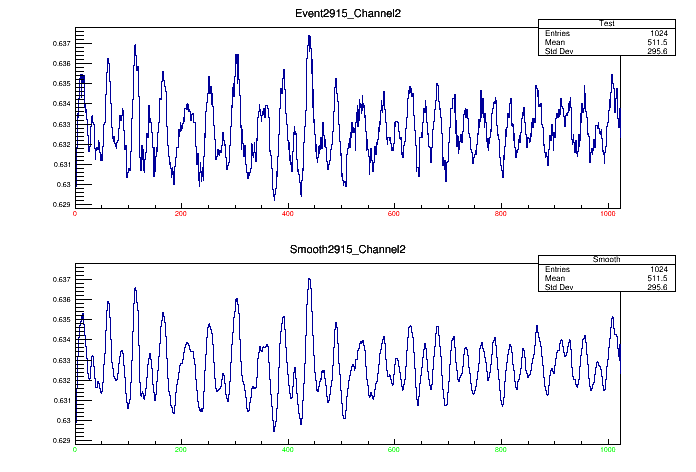 Event2915_Channel2
Test
Entries 1024
Mean 511.5
Std Dev 295.6
0.637
0.636
0.635
0.634
0.633
0.632
0.631
0.63
0.629
0 200 400 600 800 1000
Smooth2915_Channel2
Smooth
Entries 1024
Mean 511.5
Std Dev 295.6
0.637
0.636
0.635
0.634
0.633
0.632
0.631
0.63
0.629
0 200 400 600 800 1000